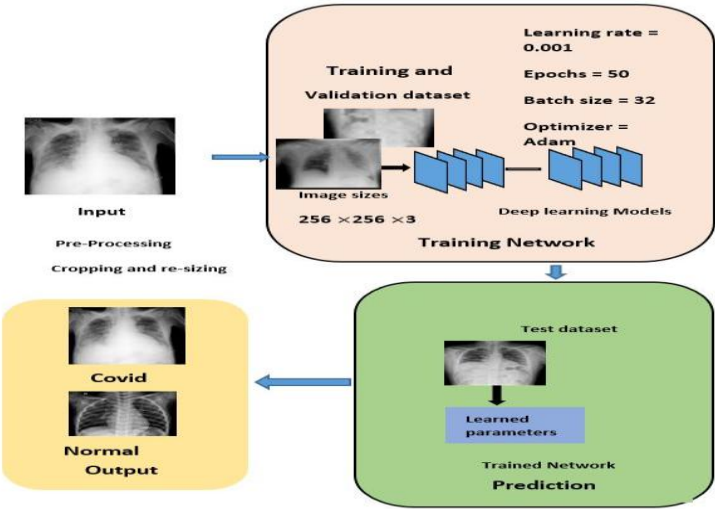 Input
Pre-Processing
Cropping and re-sizing
Training and
Validation dataset
Image sizes
256 ×256 ×3
Learning rate =
0.001
Epochs = 50
Batch size = 32
Optimizer =
Adam
Deep learning Models
Training Network
Test dataset
Learned
parameters
Trained Network
Prediction
Covid
Normal
Output